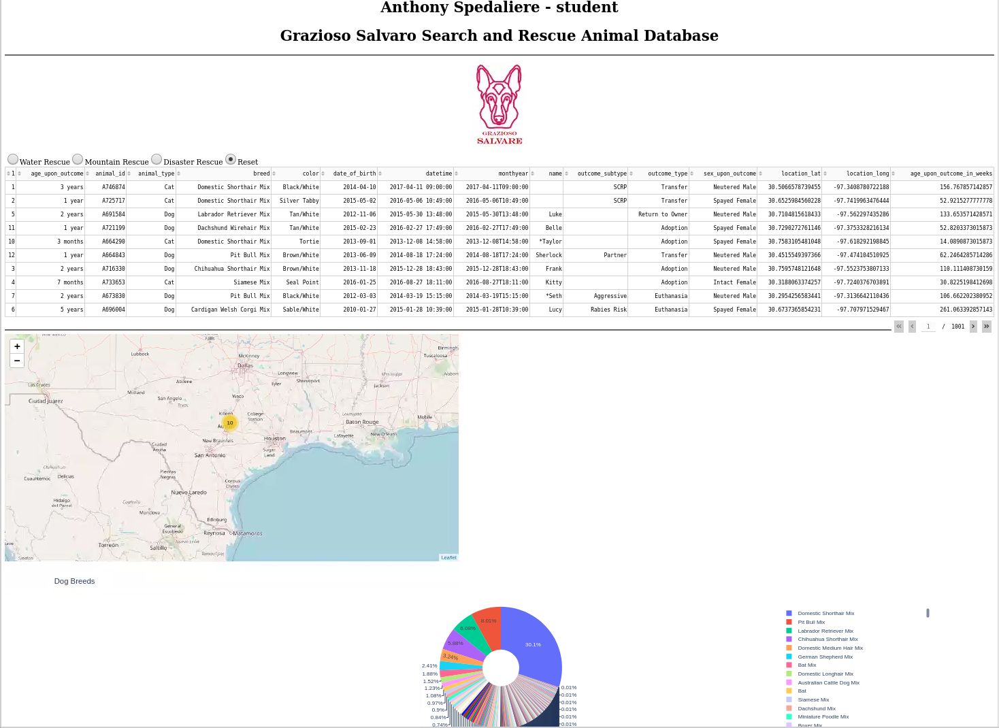 Anthony Spedaliere - student
Grazioso Salvaro Search and Rescue Animal Database
GRAZIOSO
SALVARE
Water Rescue Mountain Rescue Disaster Rescue Reset
1 age_upon_outcome animal_id animal_type breed color date_of_birth datetime monthyear name outcome_subtype outcome_type sex_upon_outcome location_lat location_long age_upon_outcome_in_weeks
1 3 years A746874 Cat Domestic Shorthair Mix Black/White 2014-04-10 2017-04-11 09:00:00 2017-04-11T09:00:00 SCRP Transfer Neutered Male 30.5066578739455 -97.3408780722188 156.767857142857
2 1 year A725717 Cat Domestic Shorthair Mix Silver Tabby 2015-05-02 2016-05-06 10:49:00 2016-05-06T10:49:00 SCRP Transfer Spayed Female 30.6525984560228 -97.7419963476444 52.9215277777778
5 2 years A691584 Dog Labrador Retriever Mix Tan/White 2012-11-06 2015-05-30 13:48:00 2015-05-30T13:48:00 Luke Return to Owner Neutered Male 30.7104815618433 -97.562297435286 133.653571428571
11 1 year A721199 Dog Dachshund Wirehair Mix Tan/White 2015-02-23 2016-02-27 17:49:00 2016-02-27T17:49:00 Belle Adoption Spayed Female 30.7290272761146 -97.3753328216134 52.8203373015873
10 3 months A664290 Cat Domestic Shorthair Mix Tortie 2013-09-01 2013-12-08 14:58:00 2013-12-08T14:58:00 *Taylor Adoption Spayed Female 30.7583105481048 -97.618292198845 14.0890873015873
12 1 year A664843 Dog Pit Bull Mix Brown/White 2013-06-09 2014-08-18 17:24:00 2014-08-18T17:24:00 Sherlock Partner Transfer Neutered Male 30.4515549397366 -97.474104510925 62.2464285714286
3 2 years A716330 Dog Chihuahua Shorthair Mix Brown/White 2013-11-18 2015-12-28 18:43:00 2015-12-28T18:43:00 Frank Adoption Neutered Male 30.7595748121648 -97.5523753807133 110.111408730159
4 7 months A733653 Cat Siamese Mix Seal Point 2016-01-25 2016-08-27 18:11:00 2016-08-27T18:11:00 Kitty Adoption Intact Female 30.3188063374257 -97.7240376703891 30.8225198412698
7 2 years A673830 Dog Pit Bull Mix Black/White 2012-03-03 2014-03-19 15:15:00 2014-03-19T15:15:00 *Seth Aggressive Euthanasia Neutered Male 30.2954256583441 -97.3136642110436 106.662202380952
6 5 years A696004 Dog Cardigan Welsh Corgi Mix Sable/White 2010-01-27 2015-01-28 10:39:00 2015-01-28T10:39:00 Lucy Rabies Risk Euthanasia Spayed Female 30.6737365854231 -97.707971529467 261.063392857143
« ‹ 1 / 1001 › »
New Mexico
Falls
+
−
Lubbock
McKinney
Dallas
Birmingh
Tuscaloosa
Longview
Shreveport
Mississippi
Alabam
Las Cruces
Abilene
Tyler
Jackson
Midland
San Angelo
Waco
Ciudad Juárez
Texas
Killeen
College Station
Louisiana
Mobile
Au
10
Baton Rouge
Beaumont
Lafayette
New Orleans
New Braunfels
Houston
Ciudad Acuña
Sugar Land
San Antonio
Chihuahua
Cuauhtémoc
Delicias
Piedras Negras
Corpus Christi
Nuevo Laredo
Hidalgo del Parral
Coahuila
Monclova
Edinburg
General Escobedo
Reynosa
Matamoros
Nuevo León
Torreón
Saltillo
Tamaulipas
Sinaloa
Leaflet
Dog Breeds
30.1%
8.01%
6.08%
5.88%
3.24%
2.41%
1.88%
1.52%
1.23%
1.08%
0.97%
0.9%
0.84%
0.74%
0.01%
0.01%
0.01%
0.01%
0.01%
0.01%
Domestic Shorthair Mix
Pit Bull Mix
Labrador Retriever Mix
Chihuahua Shorthair Mix
Domestic Medium Hair Mix
German Shepherd Mix
Bat Mix
Domestic Longhair Mix
Australian Cattle Dog Mix
Bat
Siamese Mix
Dachshund Mix
Miniature Poodle Mix
Boxer Mix